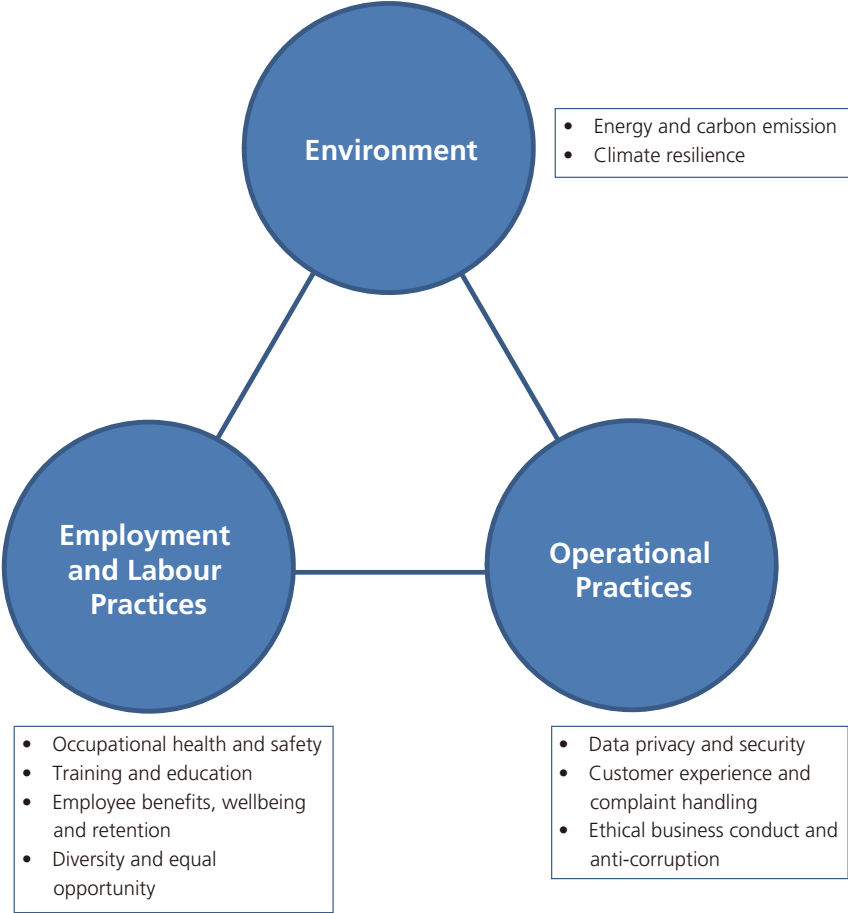 Environment
• Energy and carbon emission
• Climate resilience
Employment
and Labour
Practices
• Occupational health and safety
• Training and education
• Employee benefits, wellbeing
and retention
• Diversity and equal
opportunity
Operational
Practices
• Data privacy and security
• Customer experience and
complaint handling
• Ethical business conduct and
anti-corruption